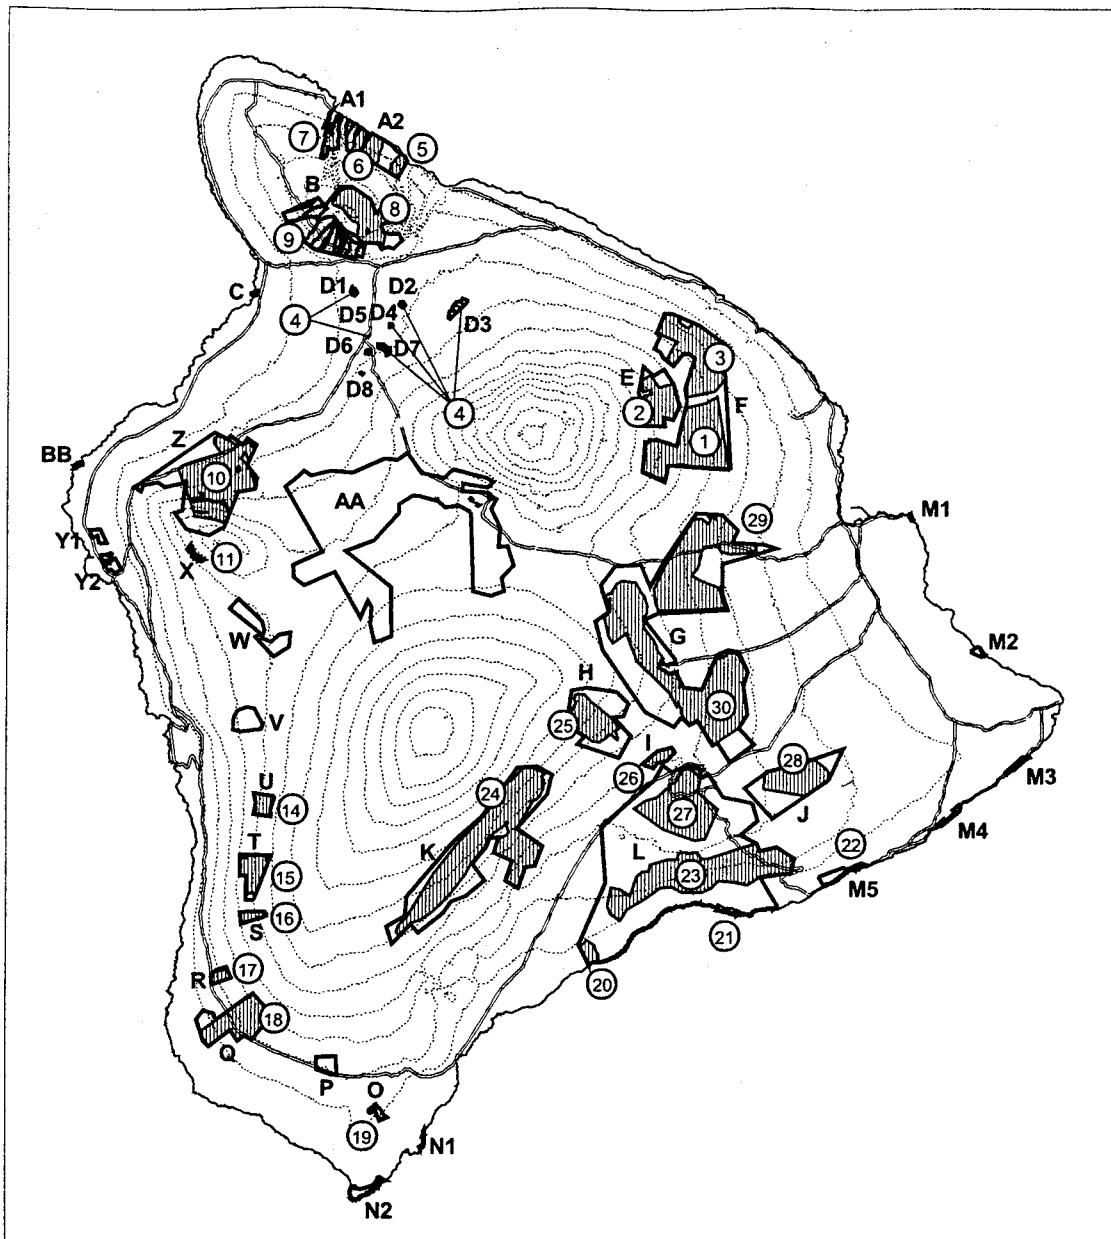 A1
A2
7
5
6
B
8
9
C
D1
D2
D5
D4
D3
4
D6
D7
D8
3
E
F
2
4
1
Z
BB
10
AA
29
M1
Y1
11
X
Y2
W
G
M2
H
V
25
30
I
28
M3
26
U
24
14
27
J
M4
T
K
L
22
15
23
M5
16
S
21
17
R
20
18
Q
P
O
19
N1
N2